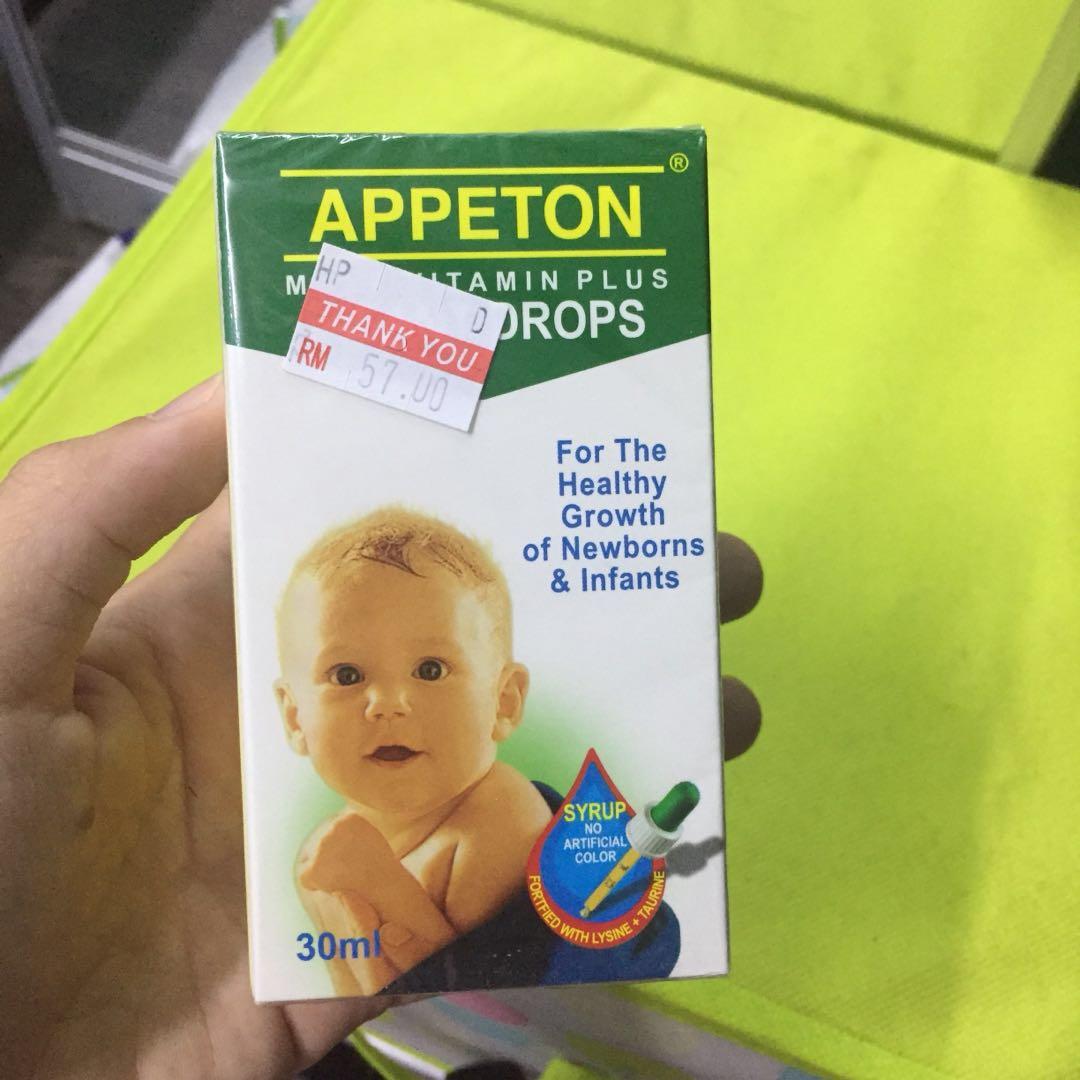 APPETON®
VITAMIN PLUS
DROPS
HP
D
THANK YOU
RM 57.00
For The
Healthy
Growth
of Newborns
& Infants
SYRUP
NO
ARTIFICIAL
COLOR
FORTIFIED WITH LYSINE + TAURINE
30ml